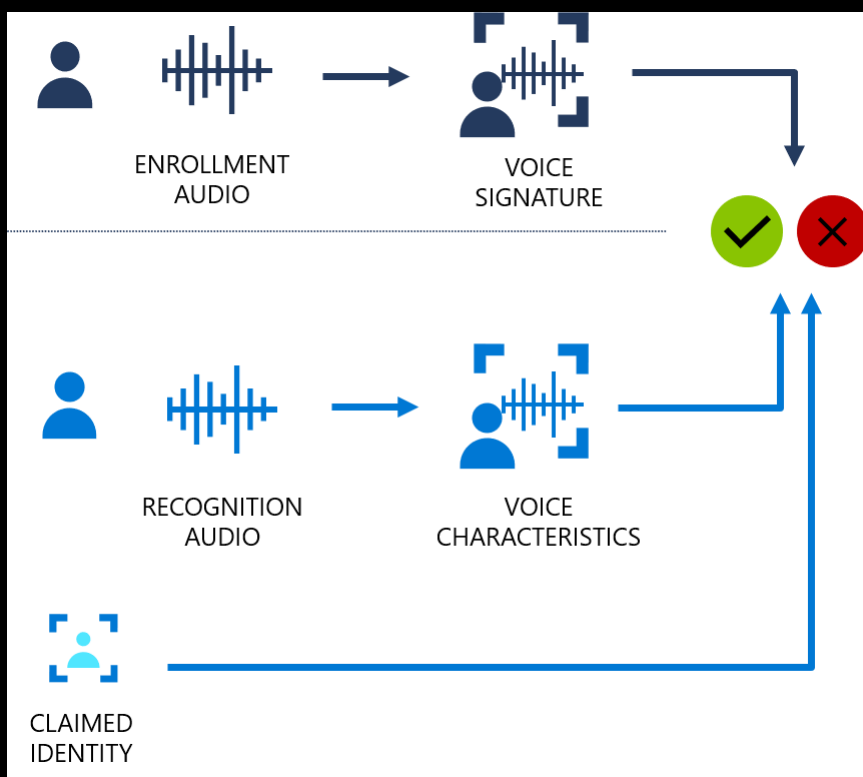 ENROLLMENT
AUDIO
VOICE
SIGNATURE
RECOGNITION
AUDIO
VOICE
CHARACTERISTICS
CLAIMED
IDENTITY